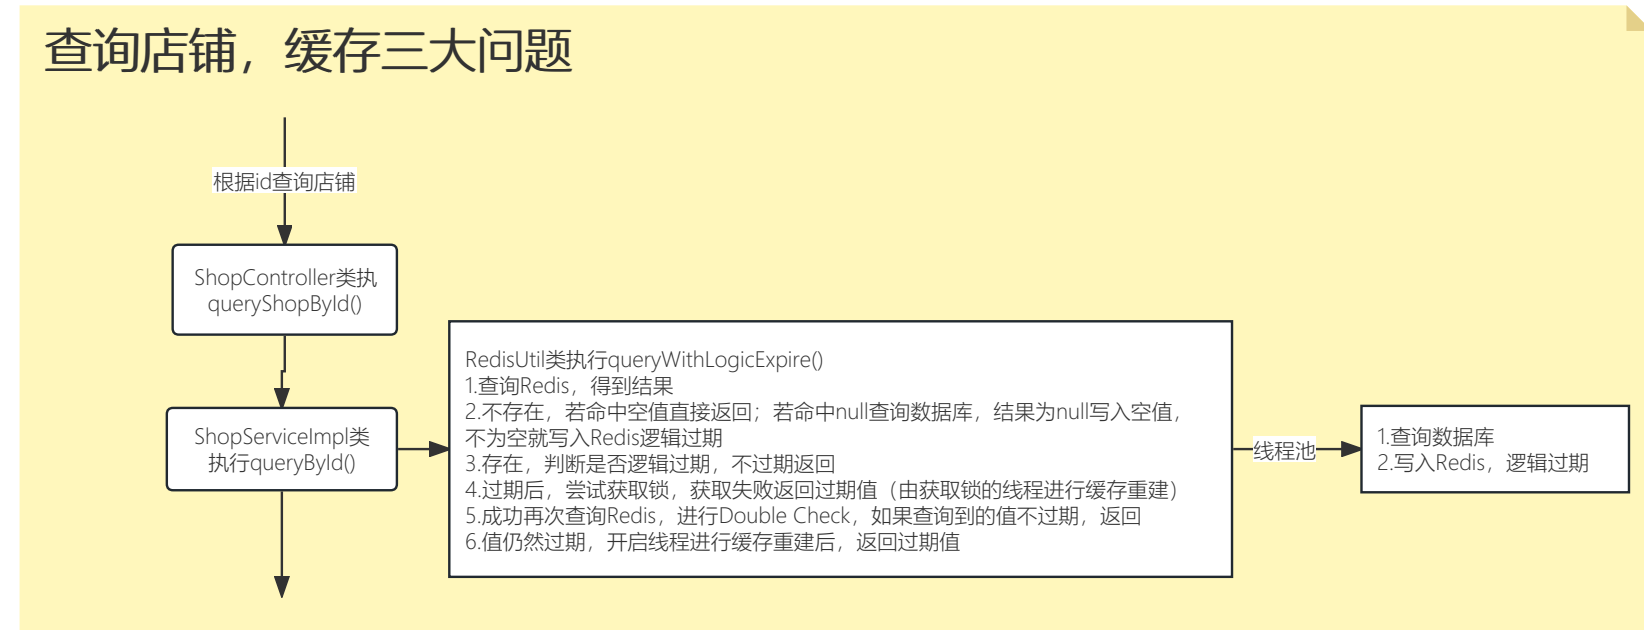 查询店铺，缓存三大问题
根据id查询店铺
ShopController类执
queryShopById()
ShopServiceImpl类
执行queryById()
RedisUtil类执行queryWithLogicExpire()
1.查询Redis，得到结果
2.不存在，若命中空值直接返回；若命中null查询数据库，结果为null写入空值，
不为空就写入Redis逻辑过期
3.存在，判断是否逻辑过期，不过期返回
4.过期后，尝试获取锁，获取失败返回过期值（由获取锁的线程进行缓存重建）
5.成功再次查询Redis，进行Double Check，如果查询到的值不过期，返回
6.值仍然过期，开启线程进行缓存重建后，返回过期值
线程池
1.查询数据库
2.写入Redis，逻辑过期